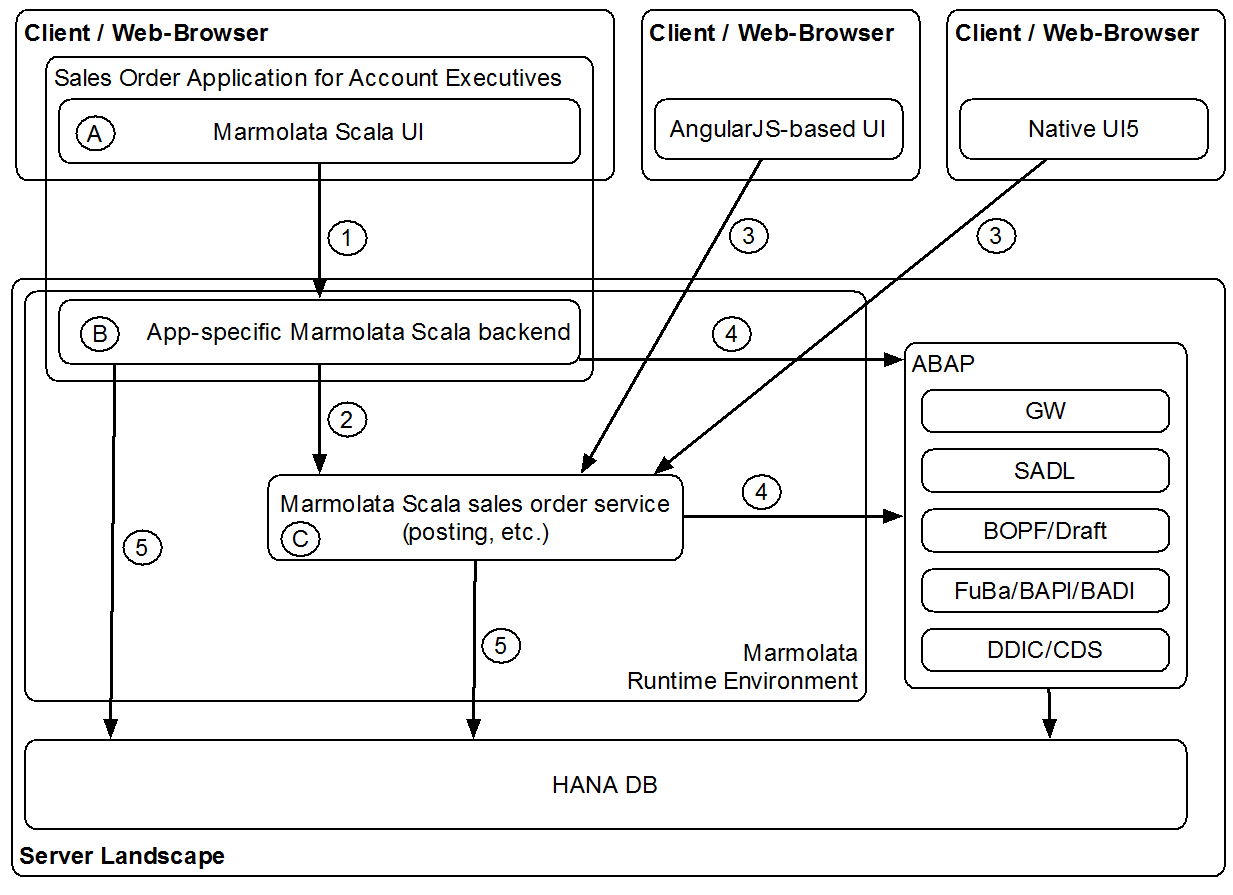 Client / Web-Browser
Client / Web-Browser
Client / Web-Browser
Sales Order Application for Account Executives
A
Marmolata Scala UI
AngularJS-based UI
Native UI5
1
3
3
B
App-specific Marmolata Scala backend
4
ABAP
GW
2
SADL
Marmolata Scala sales order service
(posting, etc.)
C
4
BOPF/Draft
5
FuBa/BAPI/BADI
5
DDIC/CDS
Marmolata
Runtime Environment
HANA DB
Server Landscape